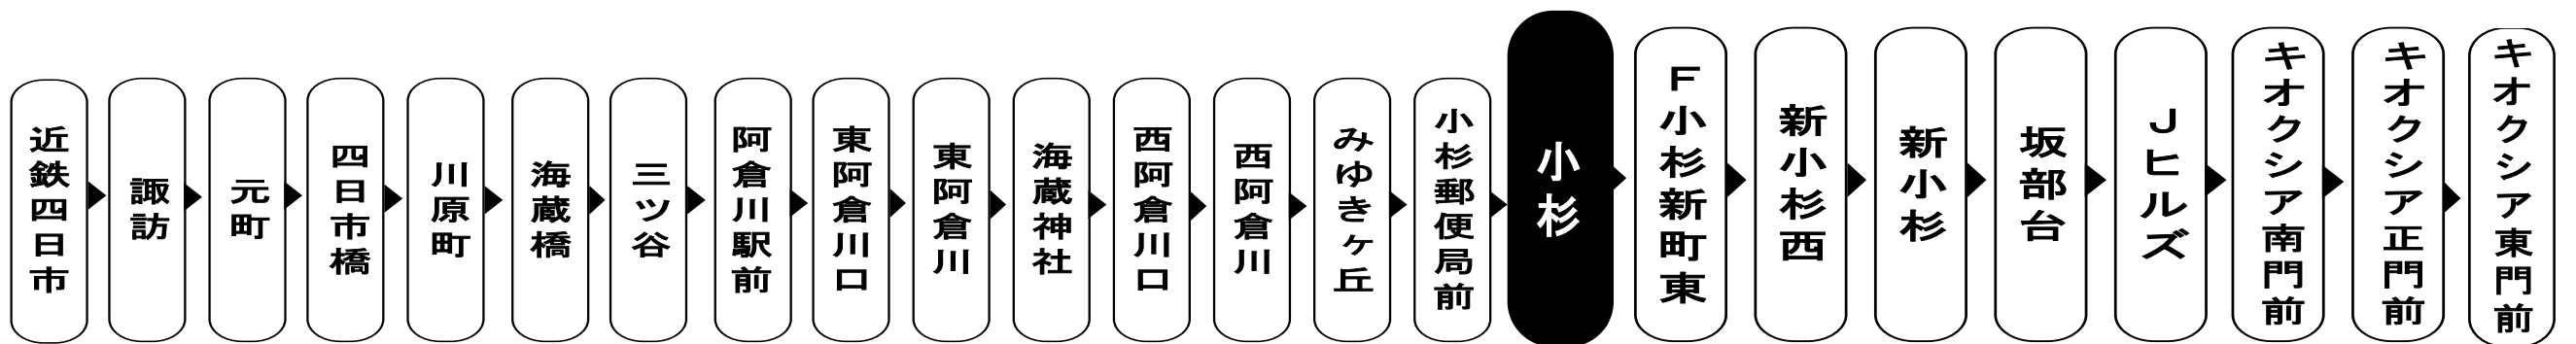 近鉄四日市
諏訪
元町
四日市橋
川原町
海蔵橋
三ツ谷
阿倉川駅前
東阿倉川口
東阿倉川
海蔵神社
西阿倉川口
西阿倉川
みゆきヶ丘
小杉郵便局前
小杉
F小杉新町東
新小杉西
新小杉
坂部台
Jヒルズ
キオクシア南門前
キオクシア正門前
キオクシア東門前